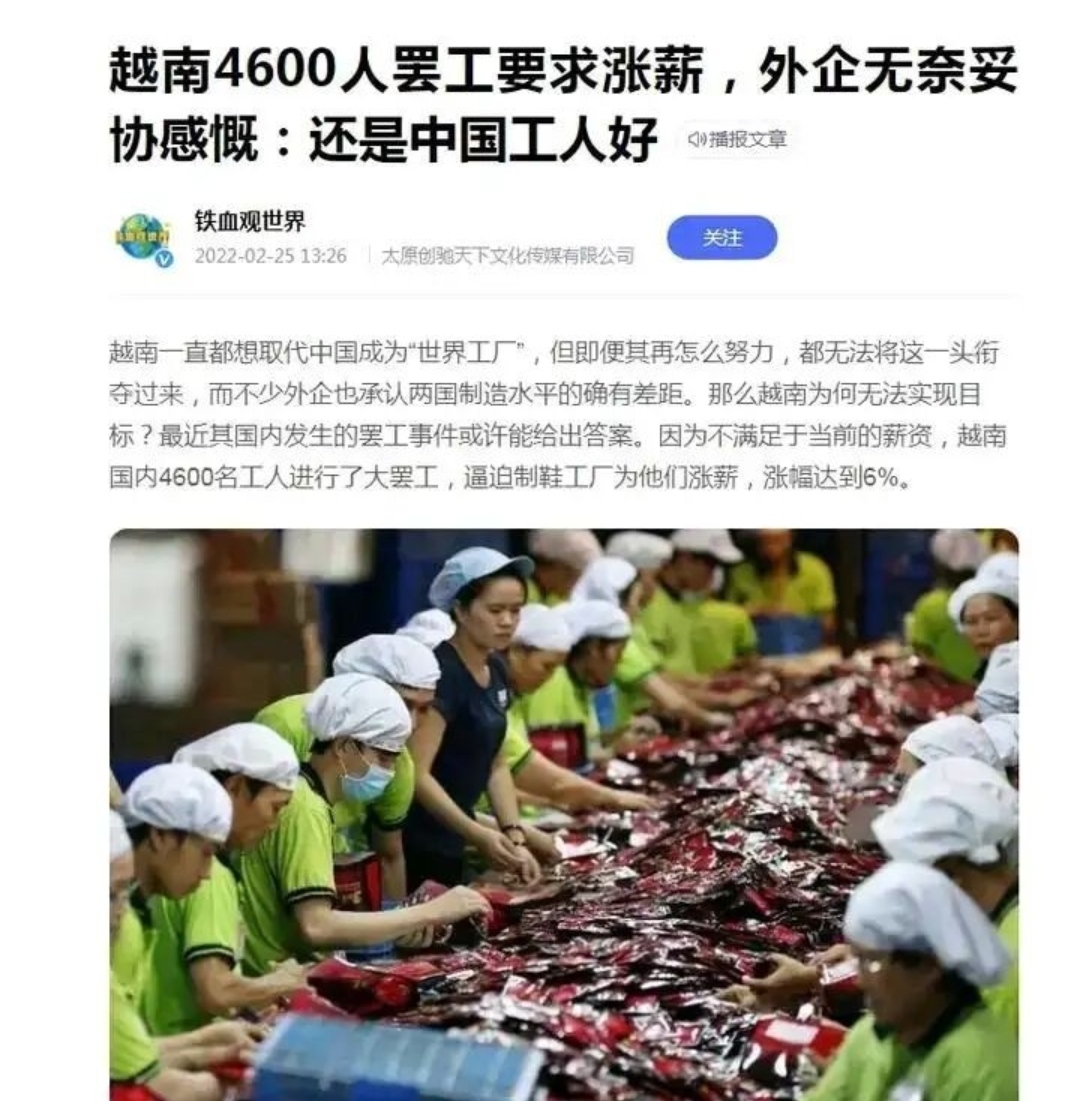 越南4600人罢工要求涨薪，外企无奈妥
协感慨：还是中国工人好 播报文章
铁血观世界
2022-02-25 13:26 太原创驰天下文化传媒有限公司
关注
越南一直都想取代中国成为“世界工厂”，但即便其再怎么努力，都无法将这一头衔
夺过来，而不少外企也承认两国制造水平的确有差距。那么越南为何无法实现目
标？最近其国内发生的罢工事件或许能给出答案。因为不满足于当前的薪资，越南
国内4600名工人进行了大罢工，逼迫制鞋工厂为他们涨薪，涨幅达到6%。